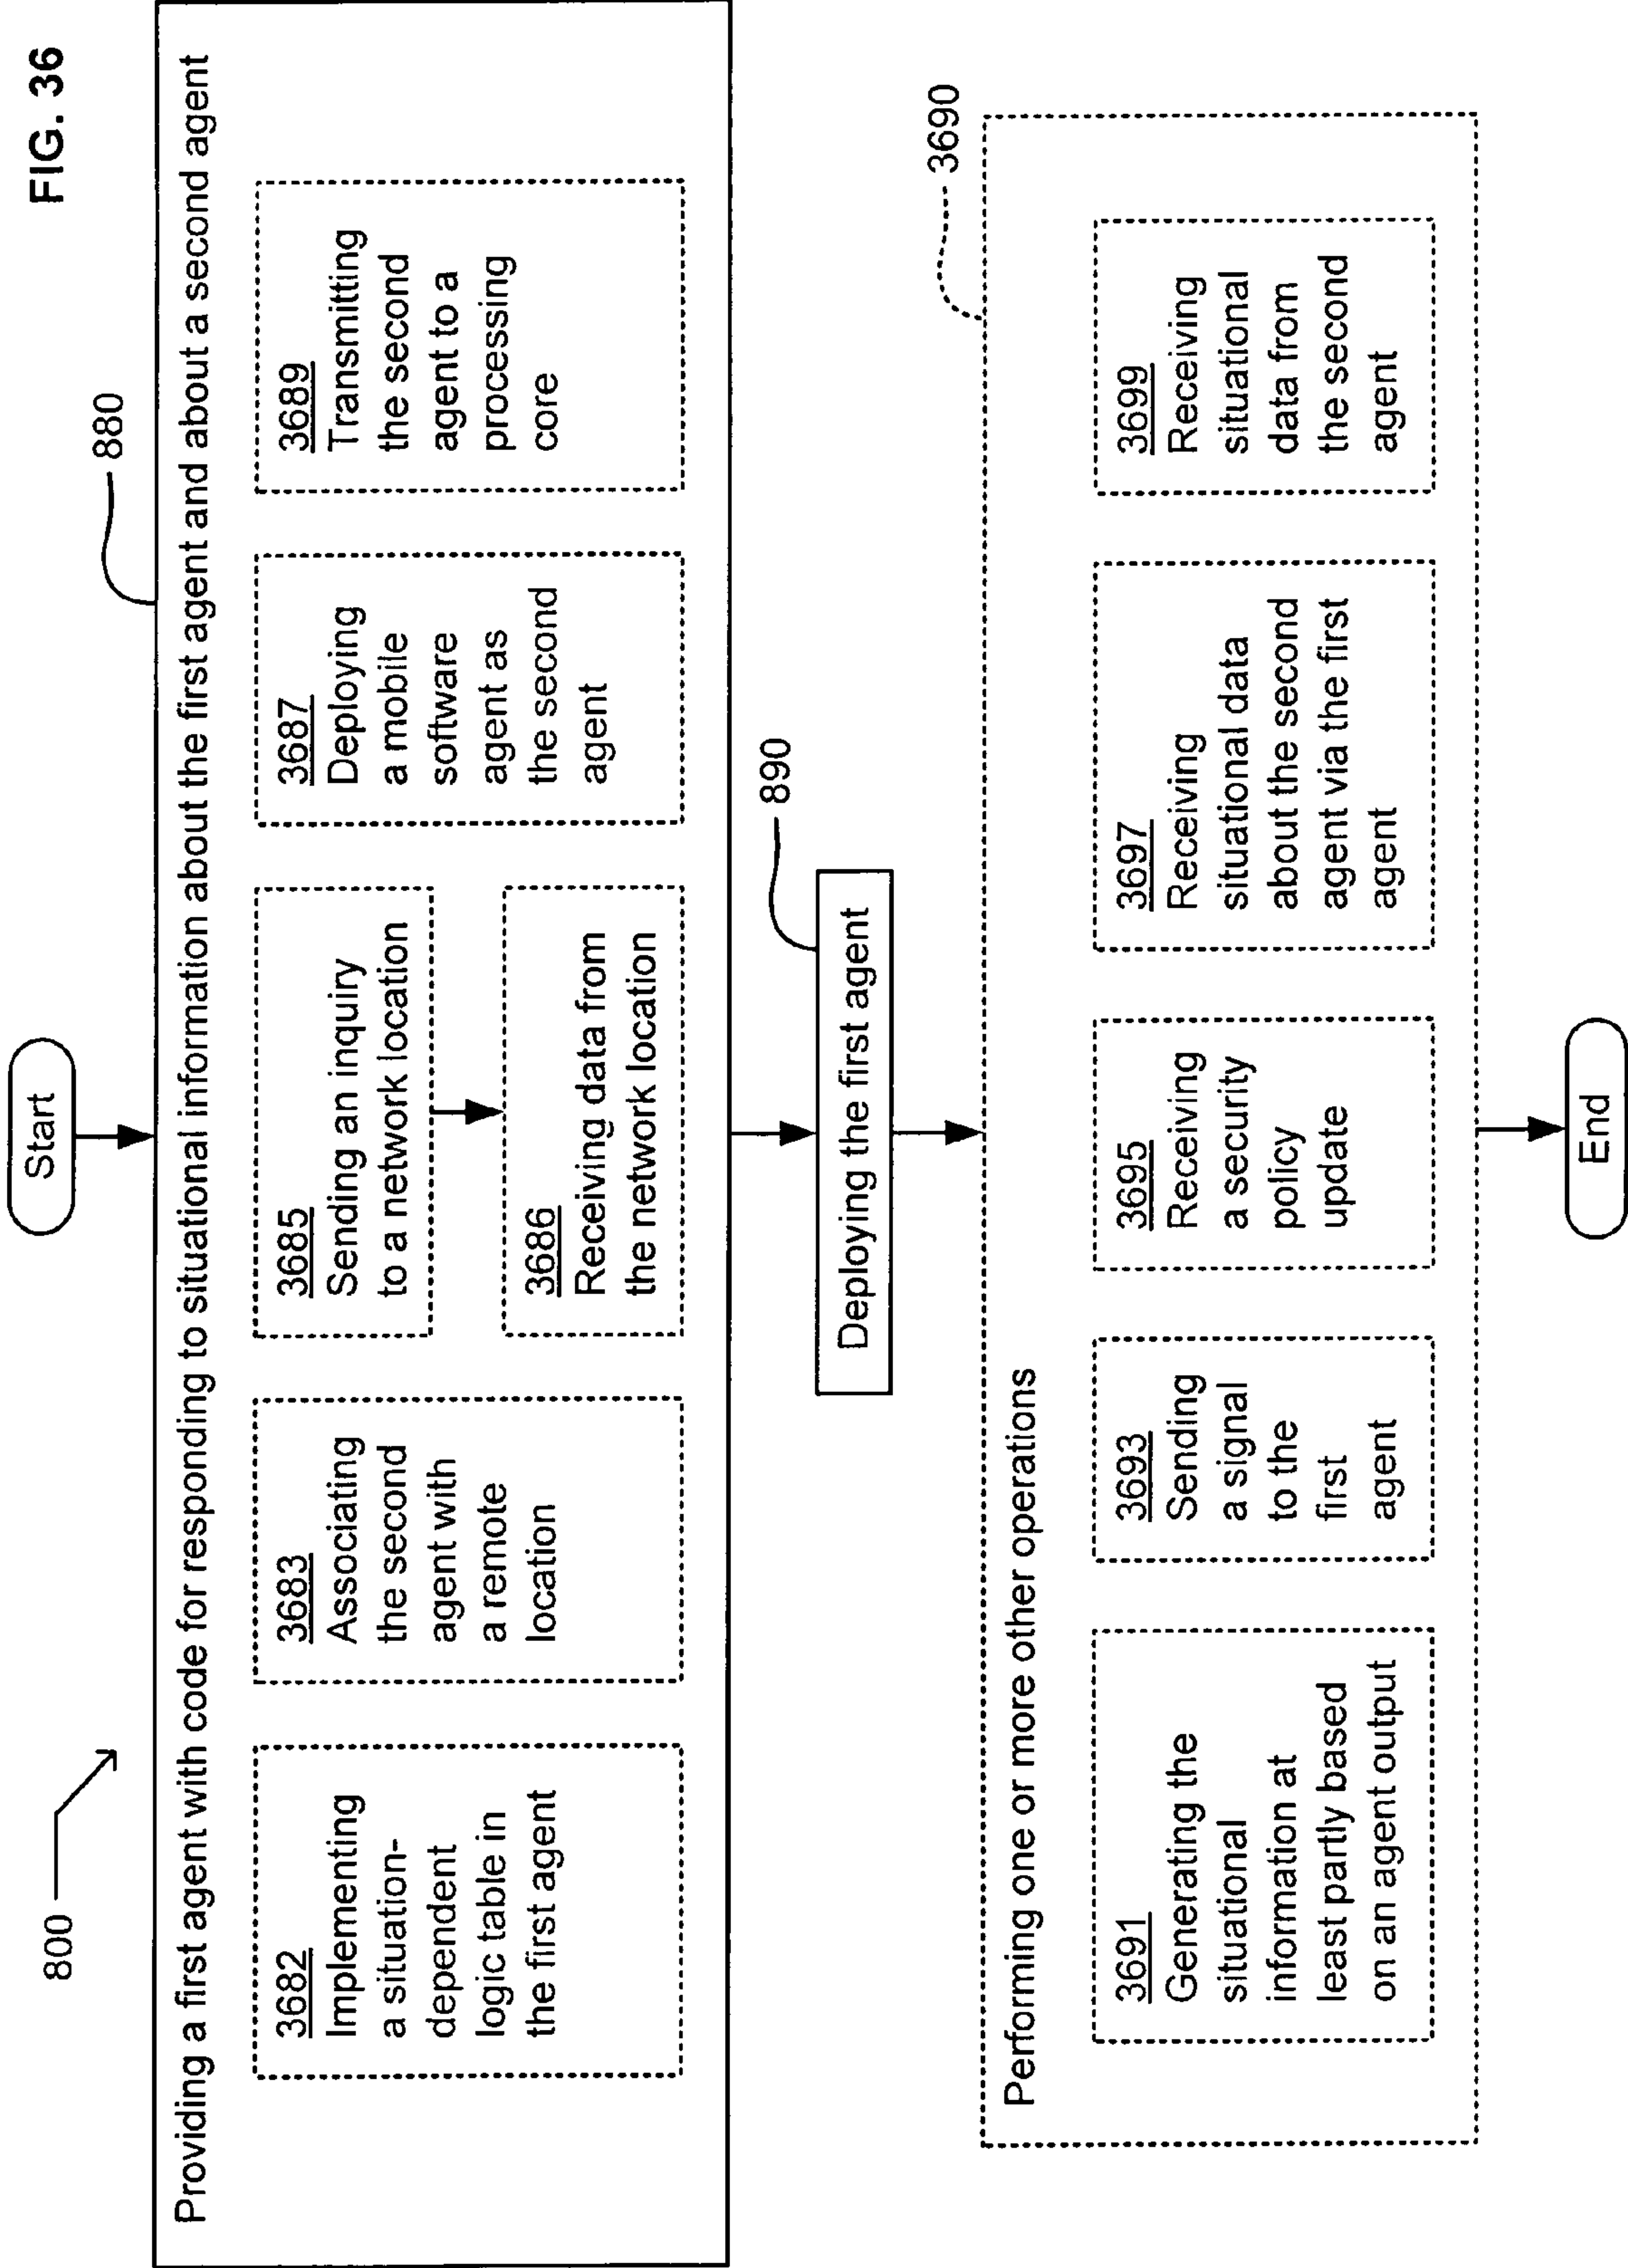 FIG. 36
800
Start
880
Providing a first agent with code for responding to situational information about the first agent and about a second agent
3682
Implementing
a situation-
dependent
logic table in
the first agent
3683
Associating
the second
agent with
a remote
location
3685
Sending an inquiry
to a network location
3686
Receiving data from
the network location
3687
Deploying
a mobile
software
agent as
the second
agent
3689
Transmitting
the second
agent to a
processing
core
890
Deploying the first agent
3690
Performing one or more other operations
3691
Generating the
situational
information at
least partly based
on an agent output
3693
Sending
a signal
to the
first
agent
3695
Receiving
a security
policy
update
3697
Receiving
situational data
about the second
agent via the first
agent
3699
Receiving
situational
data from
the second
agent
End